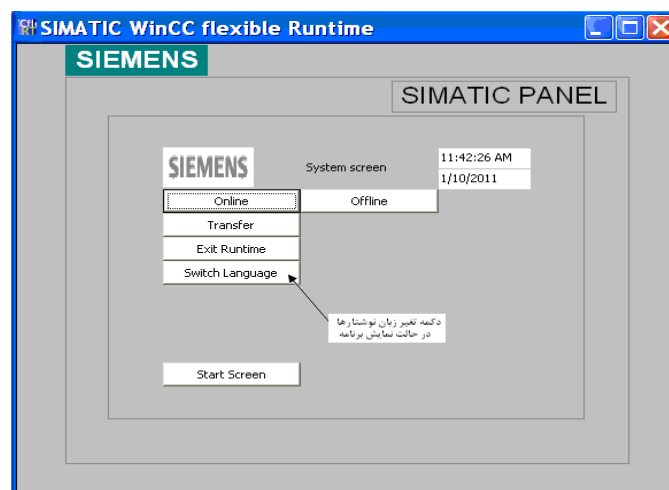 SIMATIC WinCC flexible Runtime
SIEMENS
SIMATIC PANEL
SIEMENS
System screen
11:42:26 AM
1/10/2011
Online
Offline
Transfer
Exit Runtime
Switch Language
دکمه تغیر زبان نوشتارها
در حالت نمایش برنامه
Start Screen